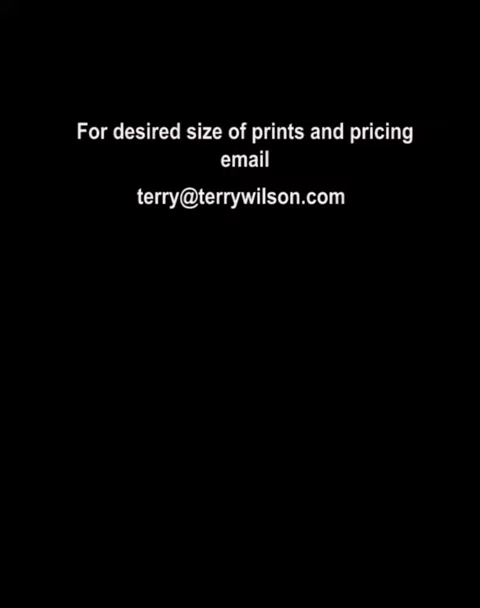 For desired size of prints and pricing
email
terry@terrywilson.com